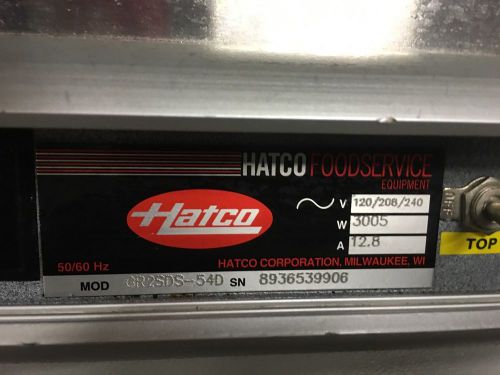 HATCO FOODSERVICE
EQUIPMENT
Hatco
V 120/208/240
W 3005
A 12.8
TOP
50/60 Hz
HATCO CORPORATION, MILWAUKEE, WI
MOD GR2SDS-54D SN 8936539906